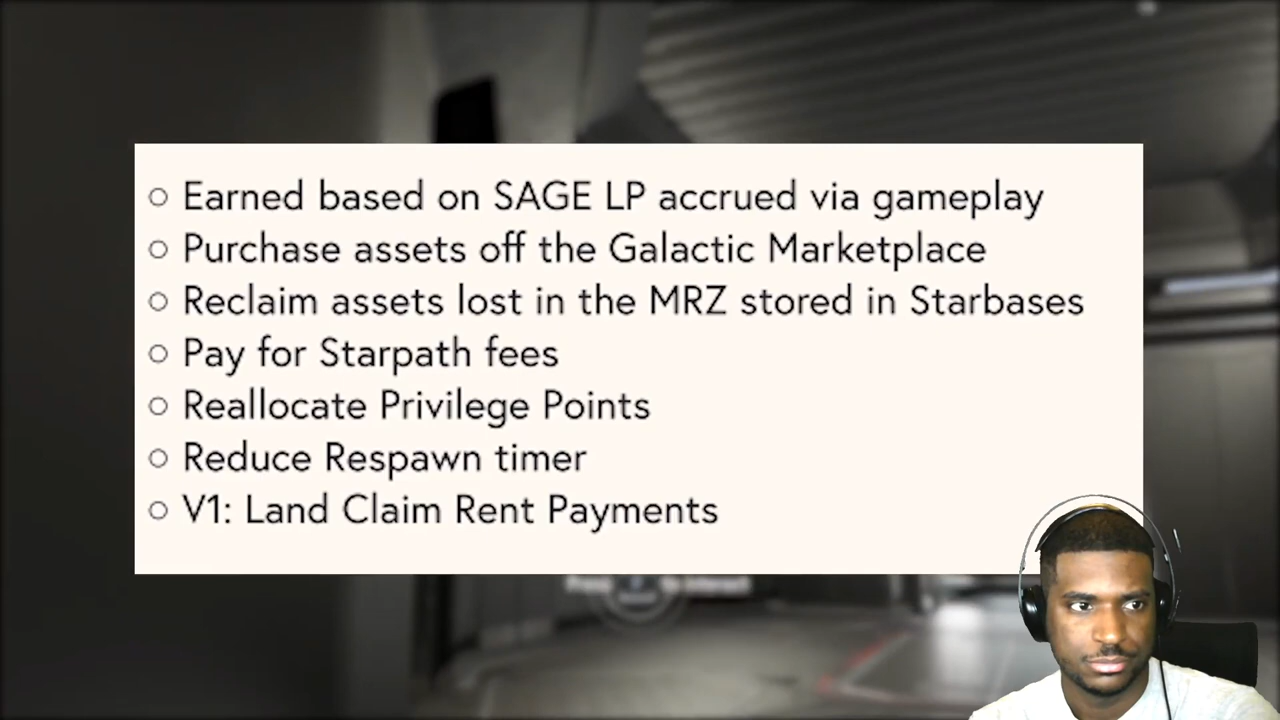 Earned based on SAGE LP accrued via gameplay
Purchase assets off the Galactic Marketplace
Reclaim assets lost in the MRZ stored in Starbases
Pay for Starpath fees
Reallocate Privilege Points
Reduce Respawn timer
V1: Land Claim Rent Payments